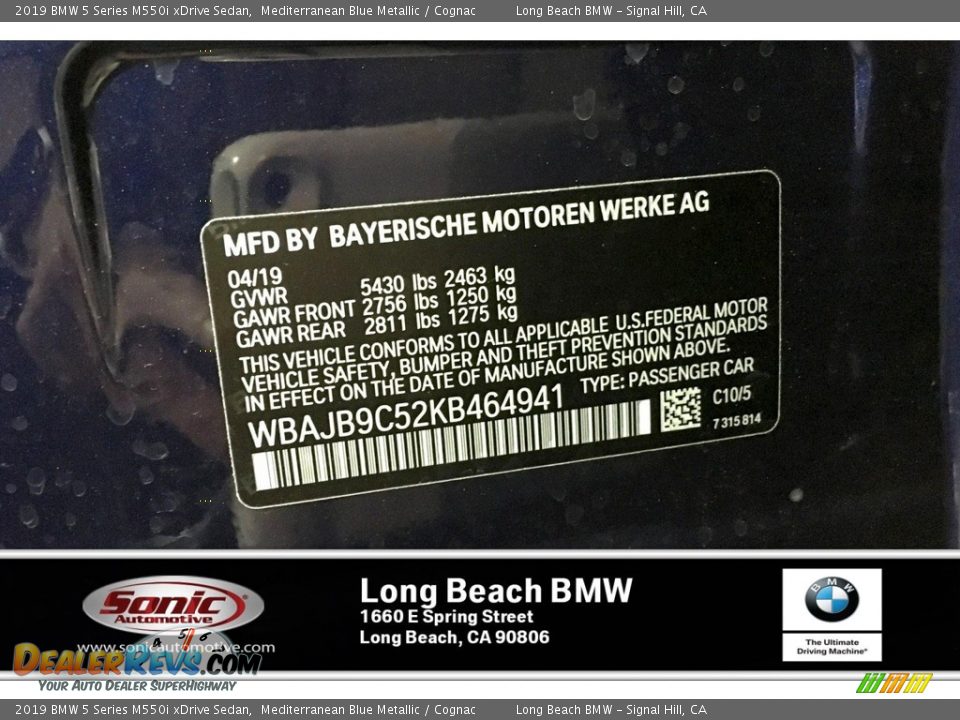 2019 BMW 5 Series M550i xDrive Sedan,  Mediterranean Blue Metallic / Cognac  Long Beach BMW – Signal Hill, CA
MFD BY BAYERISCHE MOTOREN WERKE AG
04/19
GVWR 5430 lbs 2463 kg
GAWR FRONT 2756 lbs 1250 kg
GAWR REAR 2811 lbs 1275 kg
THIS VEHICLE CONFORMS TO ALL APPLICABLE U.S.FEDERAL MOTOR
VEHICLE SAFETY, BUMPER AND THEFT PREVENTION STANDARDS
IN EFFECT ON THE DATE OF MANUFACTURE SHOWN ABOVE.
WBAJB9C52KB464941 TYPE: PASSENGER CAR
C10/5
7 315 814
Sonic
Automotive
www.sonicautomotive.com
Long Beach BMW
1660 E Spring Street
Long Beach, CA 90806
BMW
The Ultimate
Driving Machine®
4 5 6
DealerRevs.com
Your Auto Dealer SuperHighway
2019 BMW 5 Series M550i xDrive Sedan,  Mediterranean Blue Metallic / Cognac  Long Beach BMW – Signal Hill, CA